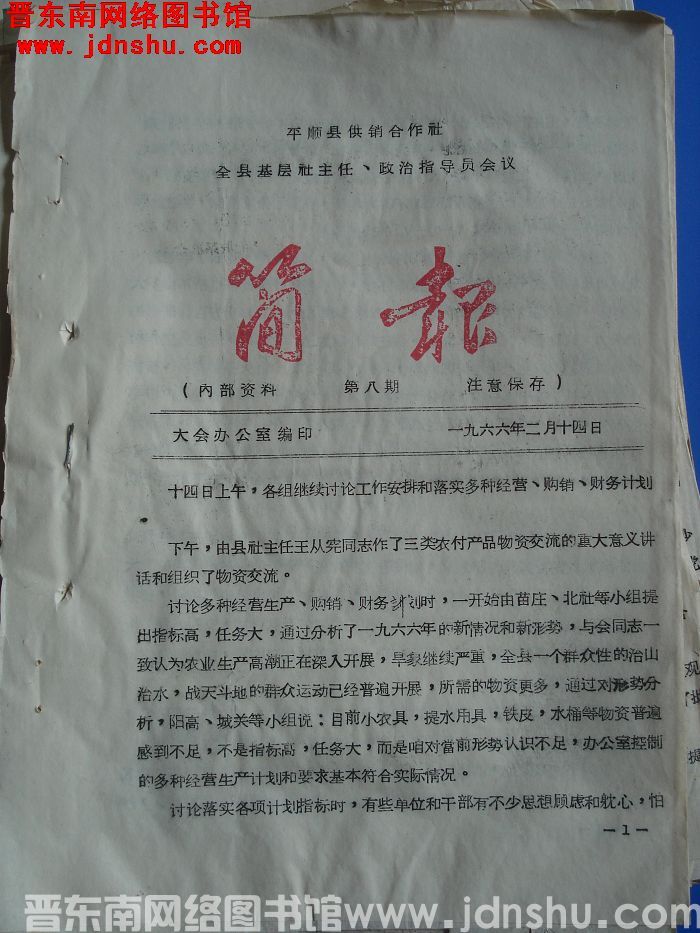 晋东南网络图书馆
www.jdnshu.com
平顺县供销合作社
全县基层社主任、政治指导员会议
简报
(内部资料 第八期 注意保存)
大会办公室编印 一九六六年二月十四日
十四日上午，各组继续讨论工作安排和落实多种经营、购销、财务计划
。
下午，由县社主任王从宪同志作了三类农付产品物资交流的重大意义讲
话和组织了物资交流。
讨论多种经营生产、购销、财务计划时，一开始由苗庄、北社等小组提
出指标高，任务大，通过分析了一九六六年的新情况和新形势，与会同志一
致认为农业生产高潮正在深入开展，旱象继续严重，全县一个群众性的治山
治水，战天斗地的群众运动已经普遍开展，所需的物资更多，通过对形势分
析，阳高、城关等小组说：目前小农具，提水用具，铁皮，水桶等物资普遍
感到不足，不是指标高，任务大，而是咱对當前形势认识不足，办公室控制
的多种经营生产计划和要求基本符合实际情况。
讨论落实各项计划指标时，有些单位和干部有不少思想顾虑和躭心，怕
—1—
晋东南网络图书馆 www.jdnshu.com